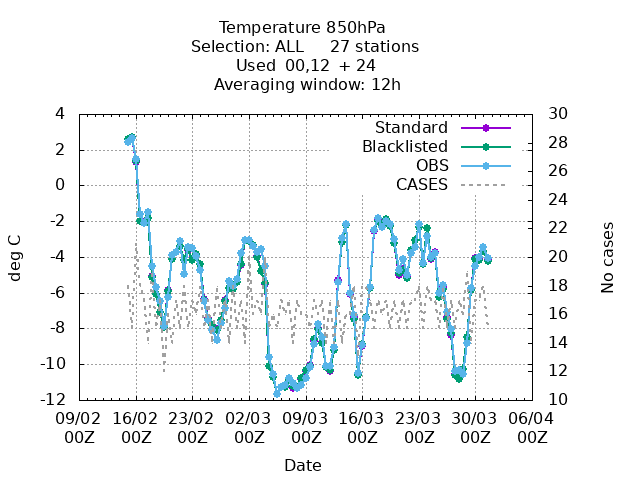 Temperature 850hPa
Selection: ALL     27 stations
Used  00,12  + 24
Averaging window: 12h
4
2
0
-2
-4
-6
-8
-10
-12
30
28
26
24
22
20
18
16
14
12
10
Standard
Blacklisted
OBS
CASES
deg C
No cases
09/02 16/02 23/02 02/03 09/03 16/03 23/03 30/03 06/04
00Z 00Z 00Z 00Z 00Z 00Z 00Z 00Z 00Z
Date